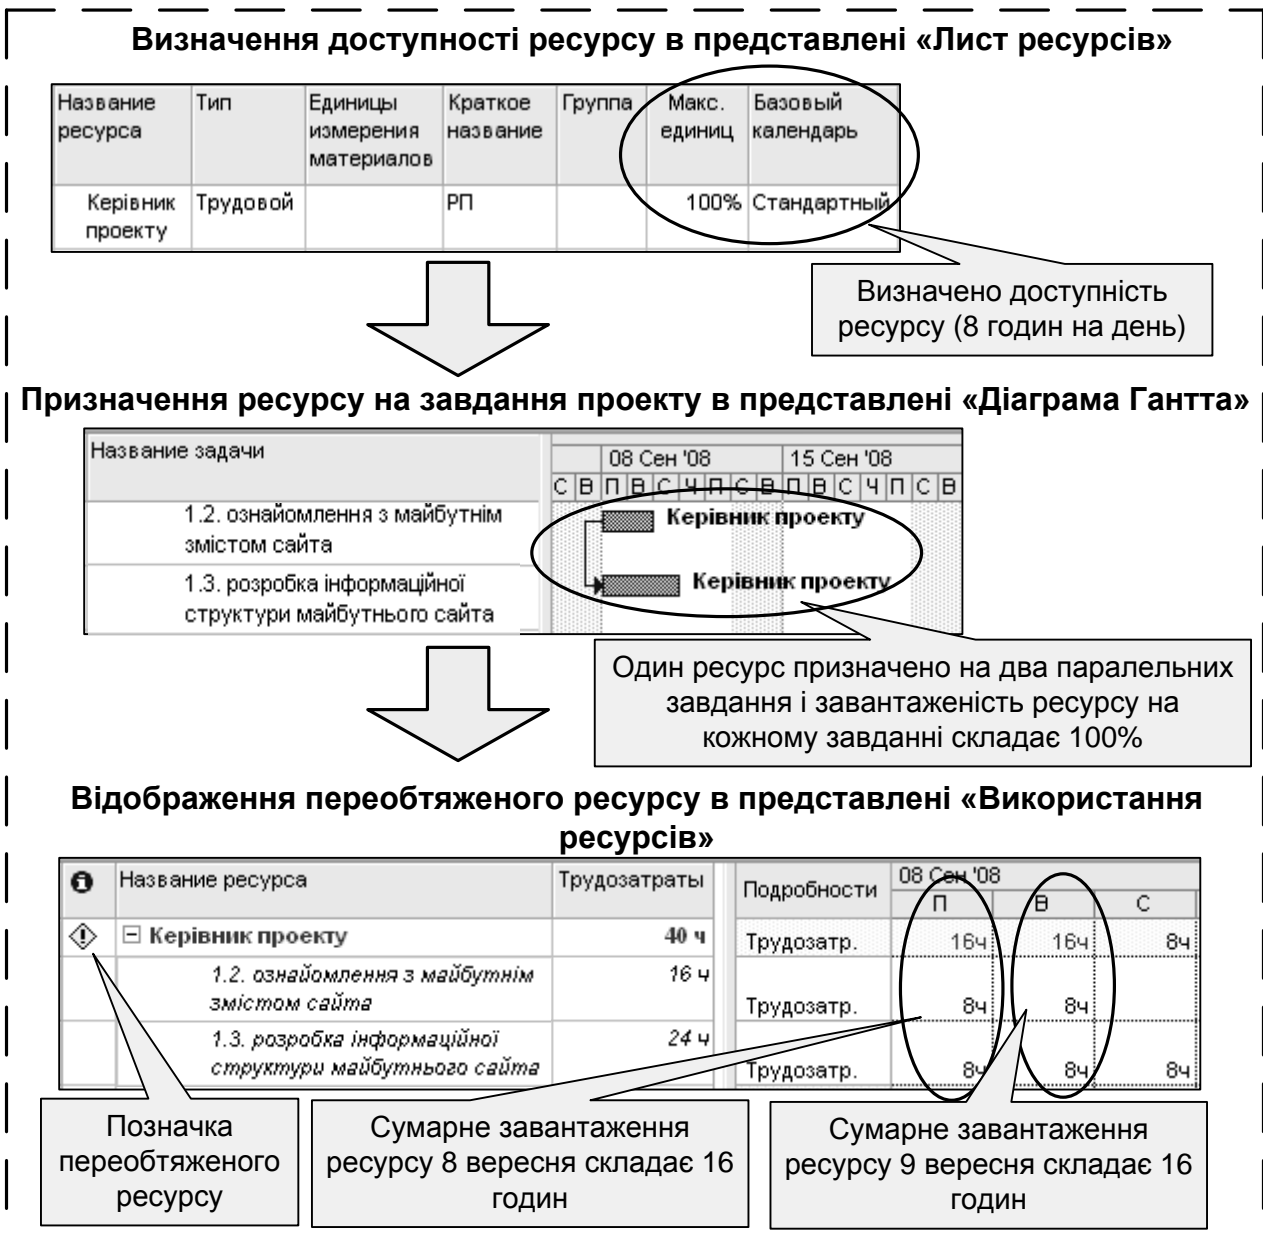 Визначення доступності ресурсу в представлені «Лист ресурсів»
Название ресурса
Тип
Единицы измерения материалов
Краткое название
Группа
Макс. единиц
Базовый календарь
Керівник проекту
Трудовой
РП
100%
Стандартный
Визначено доступність
ресурсу (8 годин на день)
Призначення ресурсу на завдання проекту в представлені «Діаграма Гантта»
Название задачи
08 Сен '08
15 Сен '08
С В П В С Ч П С В П В С Ч П С В
1.2. ознайомлення з майбутнім
змістом сайта
Керівник проекту
1.3. розробка інформаційної
структури майбутнього сайта
Керівник проекту
Один ресурс призначено на два паралельних
завдання і завантаженість ресурсу на
кожному завданні складає 100%
Відображення переобтяженого ресурсу в представлені «Використання
ресурсів»
Название ресурса
Трудозатраты
Подробности
08 Сен '08
П В С
Керівник проекту 40 ч Трудозатр. 16ч 16ч 8ч
1.2. ознайомлення з майбутнім 16 ч
змістом сайта Трудозатр. 8ч 8ч
1.3. розробка інформаційної 24 ч
структури майбутнього сайта Трудозатр. 8ч 8ч 8ч
Позначка
переобтяженого
ресурсу
Сумарне завантаження
ресурсу 8 вересня складає 16
годин
Сумарне завантаження
ресурсу 9 вересня складає 16
годин